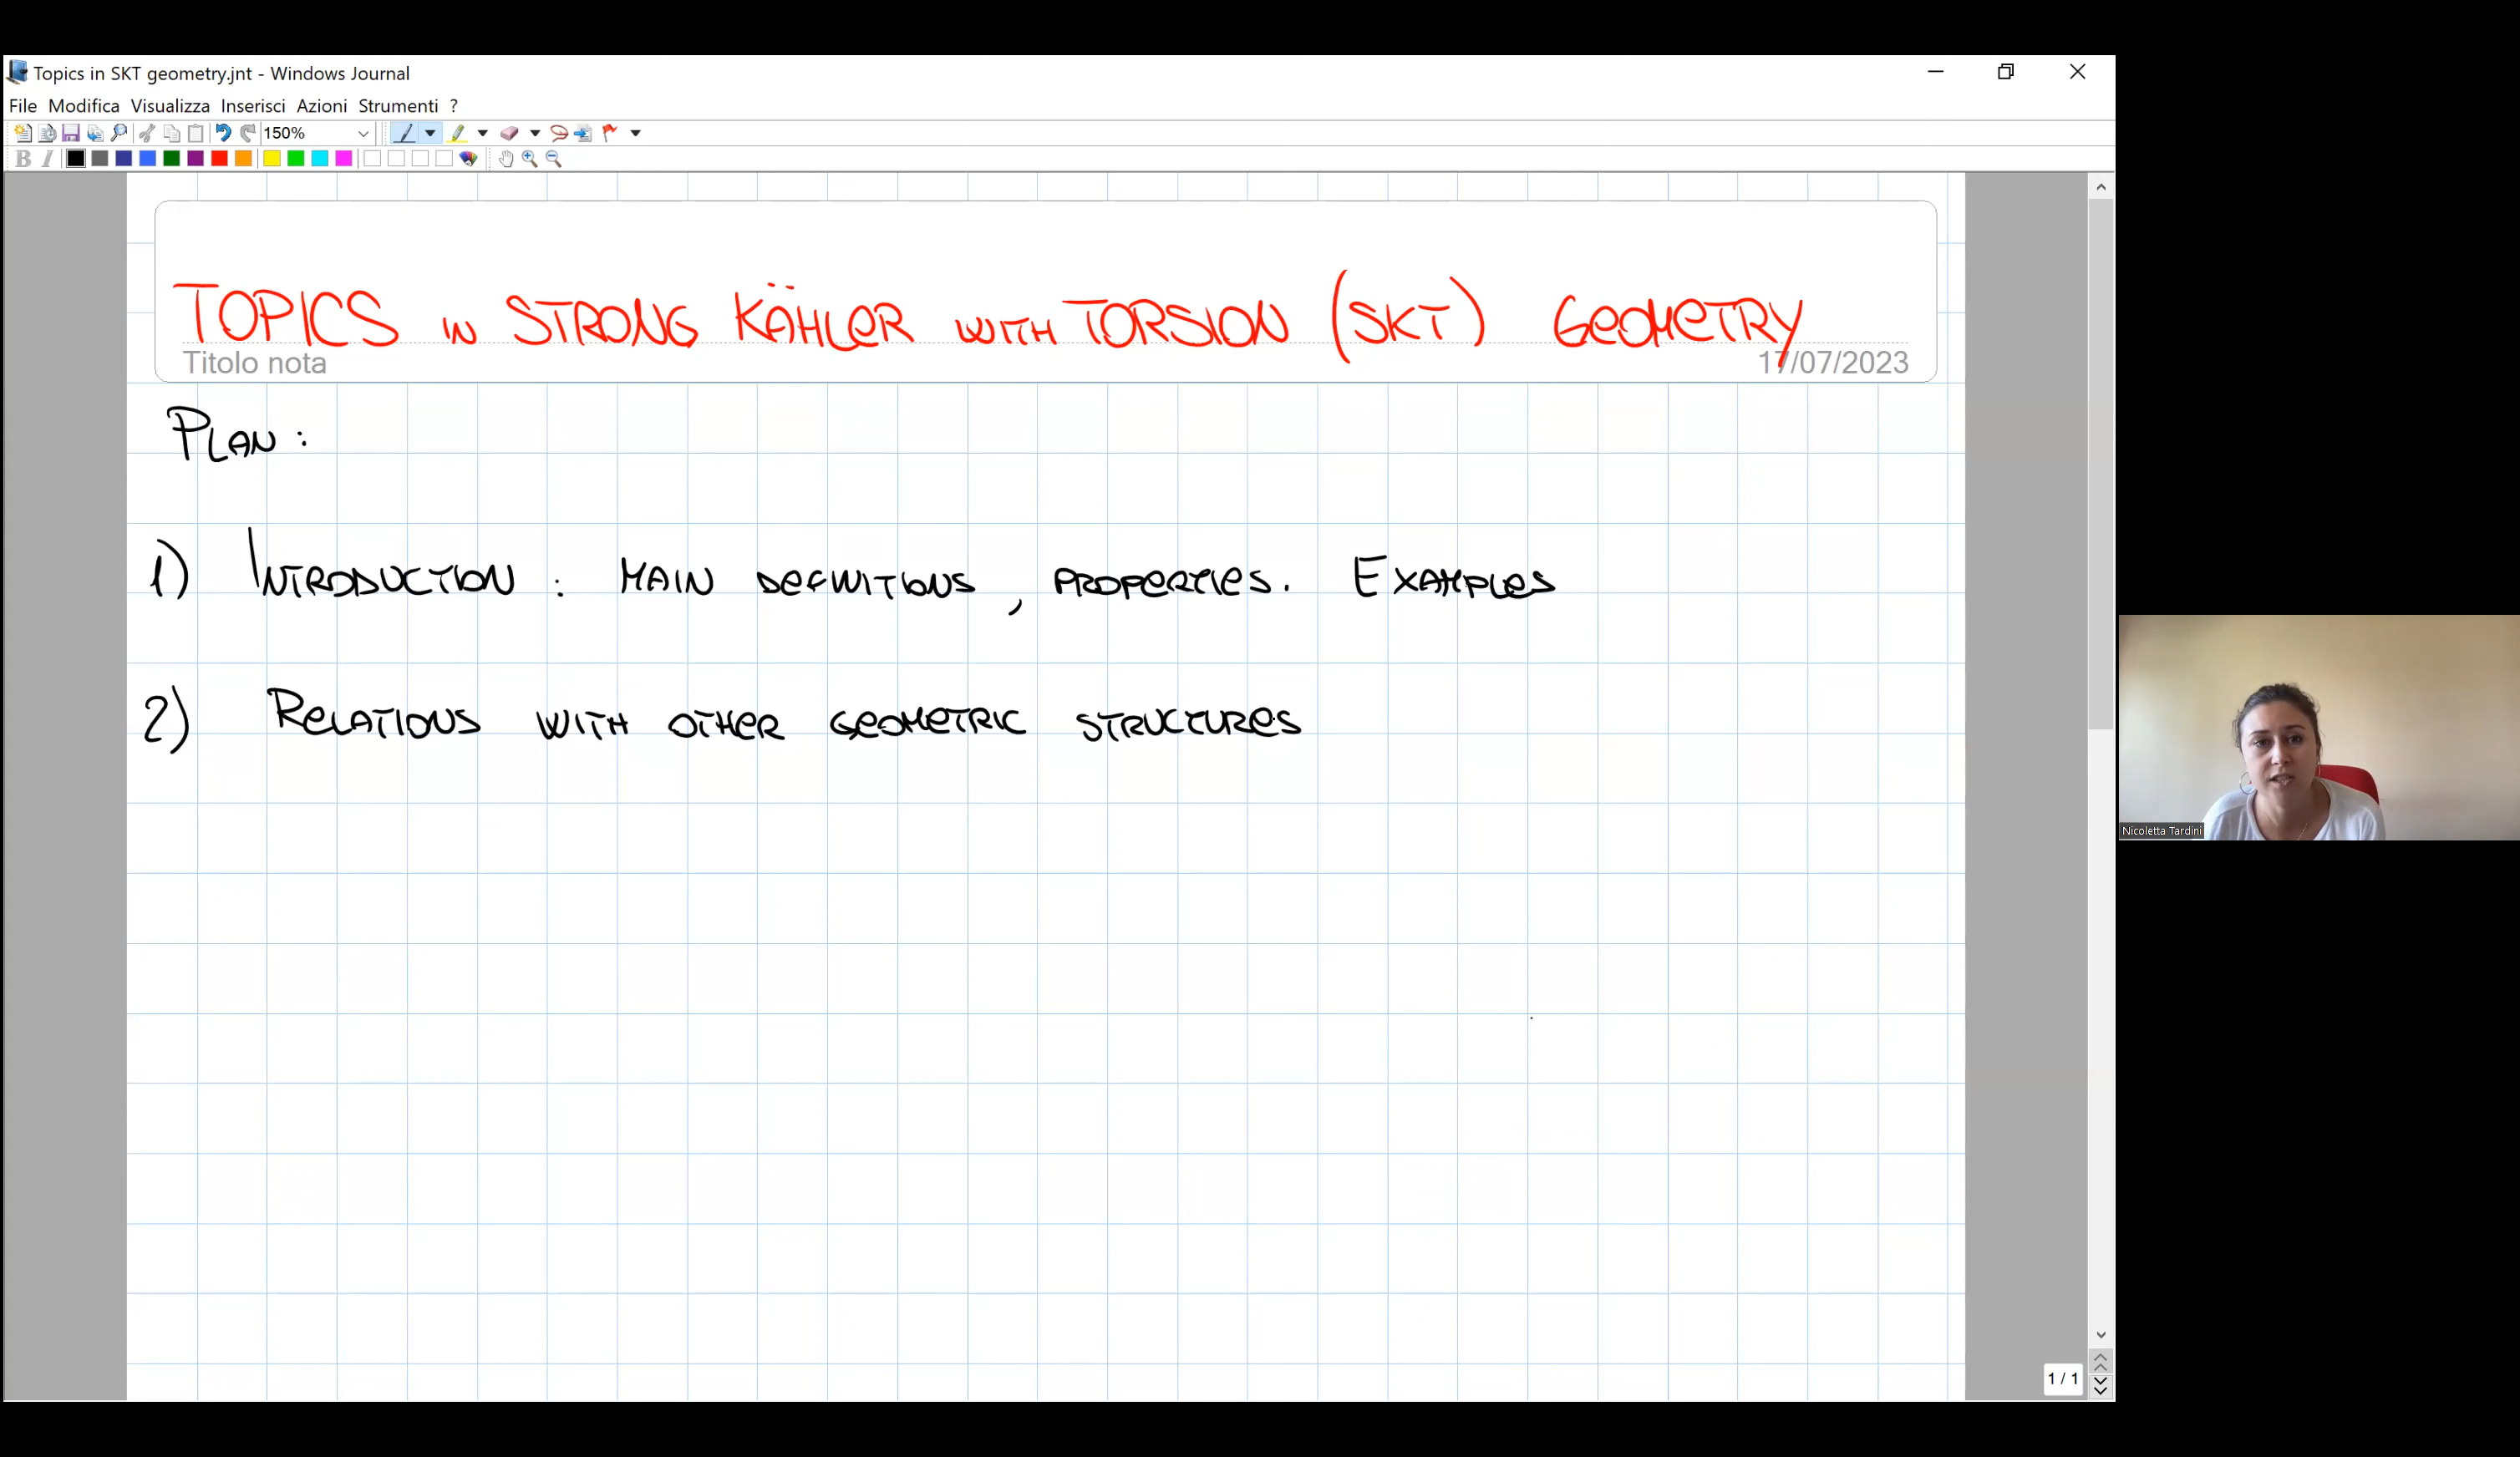 Topics in SKT geometry.jnt - Windows Journal
File Modifica Visualizza Inserisci Azioni Strumenti ?
150%
B I
TOPICS IN STRONG KÄHLER WITH TORSION (SKT) GEOMETRY
Titolo nota 17/07/2023
PLAN :
1) INTRODUCTION : MAIN DEFINITIONS, PROPERTIES. EXAMPLES
2) RELATIONS WITH OTHER GEOMETRIC STRUCTURES
Nicoletta Tardini
1 / 1